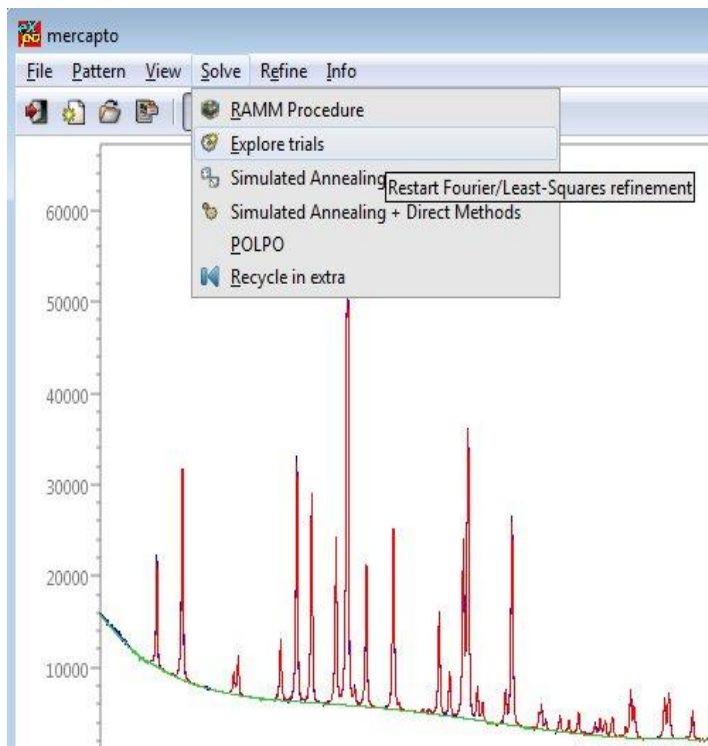 mercapto
File Pattern View Solve Refine Info
RAMM Procedure
Explore trials
Simulated Annealing
Restart Fourier/Least-Squares refinement
Simulated Annealing + Direct Methods
POLPO
Recycle in extra
60000
50000
40000
30000
20000
10000